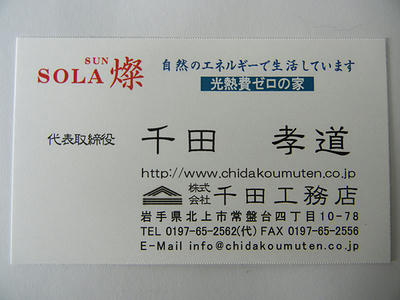 SUN
SOLA燦
自然のエネルギーで生活しています
光熱費ゼロの家
代表取締役 千田 孝道
http://www.chidakoumuten.co.jp
株式会社 千田工務店
岩手県北上市常盤台四丁目10-78
TEL 0197-65-2562(代) FAX 0197-65-2556
E-Mail info@chidakoumuten.co.jp